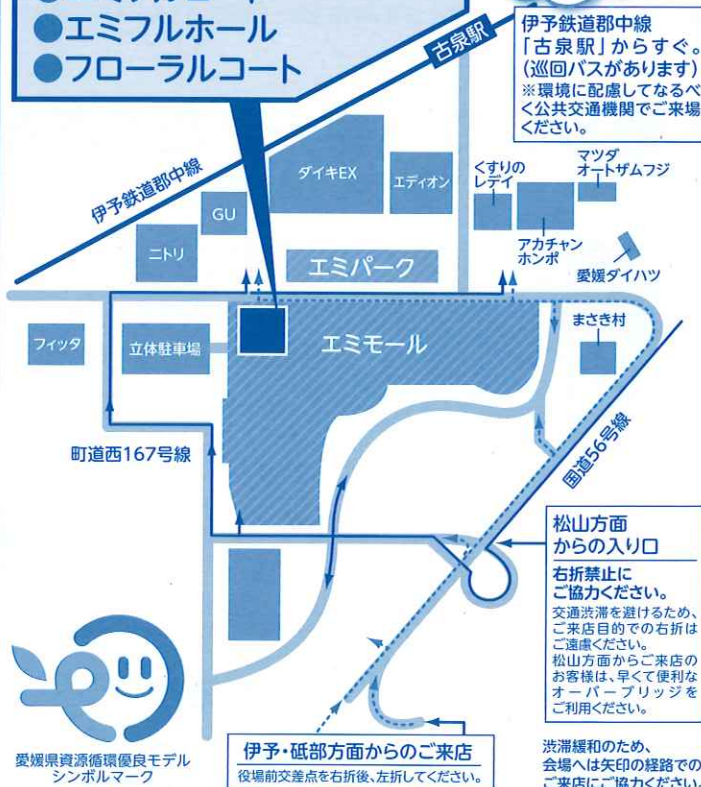 ●エミフルホール
●フローラルコート
古泉駅
伊予鉄道郡中線
「古泉駅」からすぐ。
(巡回バスがあります)
※環境に配慮してなるべ
く公共交通機関でご来場
ください。
伊予鉄道郡中線
ダイキEX
エディオン
くすりの
レデイ
マツダ
オートザムフジ
GU
ニトリ
アカチャン
ホンポ
愛媛ダイハツ
エミパーク
フィッタ
立体駐車場
エミモール
まさき村
町道西167号線
国道56号線
松山方面
からの入り口
右折禁止に
ご協力ください。
交通渋滞を避けるため、
ご来店目的での右折は
ご遠慮ください。
松山方面からご来店の
お客様は、早くて便利な
オーバーブリッジを
ご利用ください。
愛媛県資源循環優良モデル
シンボルマーク
伊予・砥部方面からのご来店
役場前交差点を右折後、左折してください。
渋滞緩和のため、
会場へは矢印の経路での
ご来店にご協力ください。